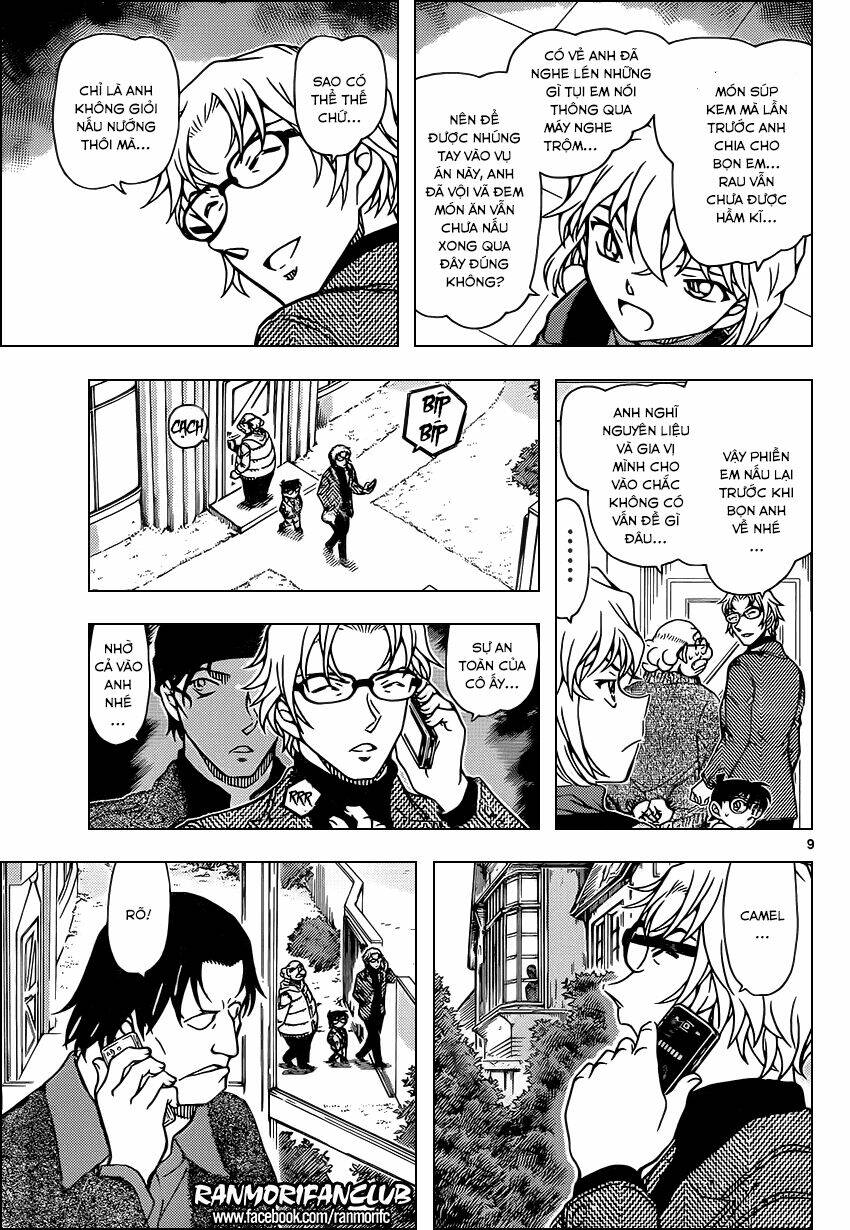 MÓN SÚP
KEM MÀ LẦN
TRƯỚC ANH
CHIA CHO
BỌN EM...
RAU VẪN
CHƯA ĐƯỢC
HẦM KĨ...
CÓ VẺ ANH ĐÃ
NGHE LÉN NHỮNG
GÌ TỤI EM NÓI
THÔNG QUA
MÁY NGHE
TRỘM...
NÊN ĐỂ
ĐƯỢC NHÚNG
TAY VÀO VỤ
ÁN NÀY, ANH
ĐÃ VỘI VÃ ĐEM
MÓN ĂN VẪN
CHƯA NẤU
XONG QUA
ĐÂY ĐÚNG
KHÔNG?
SAO CÓ
THỂ THẾ
CHỨ...
CHỈ LÀ ANH
KHÔNG GIỎI
NẤU NƯỚNG
THÔI MÀ...
VẬY PHIỀN
EM NẤU LẠI
TRƯỚC KHI
BỌN ANH
VỀ NHÉ
...
ANH NGHĨ
NGUYÊN LIỆU
VÀ GIA VỊ
MÌNH CHO
VÀO CHẮC
KHÔNG CÓ
VẤN ĐỀ GÌ
ĐÂU...
......
BÍP
BÍP
CẠCH
SỰ AN
TOÀN CỦA
CÔ ẤY...
NHỜ
CẢ VÀO
ANH NHÉ
...
RRR
9
CAMEL
...
RÕ!
RANMORIFANCLUB
www.facebook.com/ranmorifc